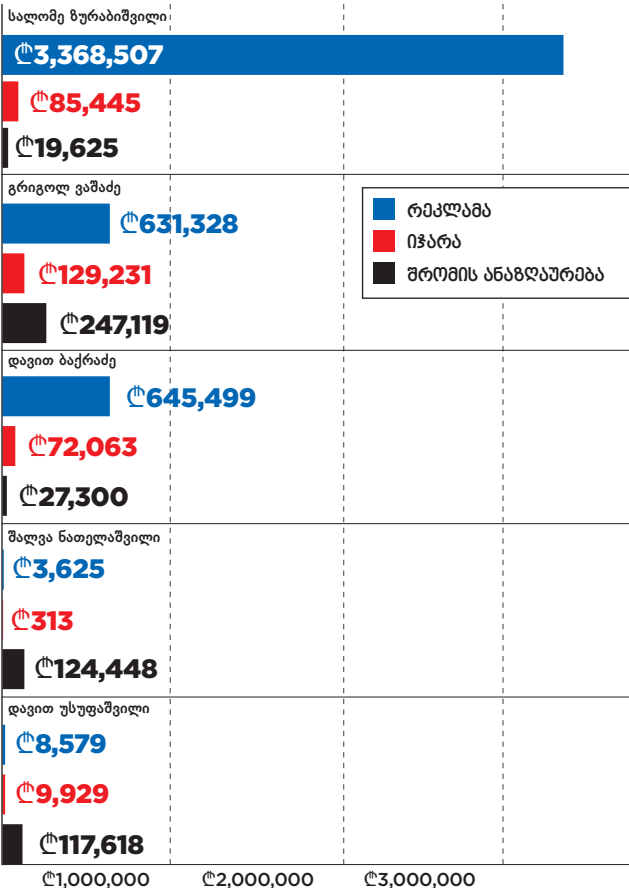 სალომე ზურაბიშვილი
₾3,368,507
₾85,445
₾19,625
გრიგოლ ვაშაძე
₾631,328
₾129,231
₾247,119
რეკლამა
იჯარა
შრომის ანაზღაურება
დავით ბაქრაძე
₾645,499
₾72,063
₾27,300
შალვა ნათელაშვილი
₾3,625
₾313
₾124,448
დავით უსუფაშვილი
₾8,579
₾9,929
₾117,618
₾1,000,000 ₾2,000,000 ₾3,000,000